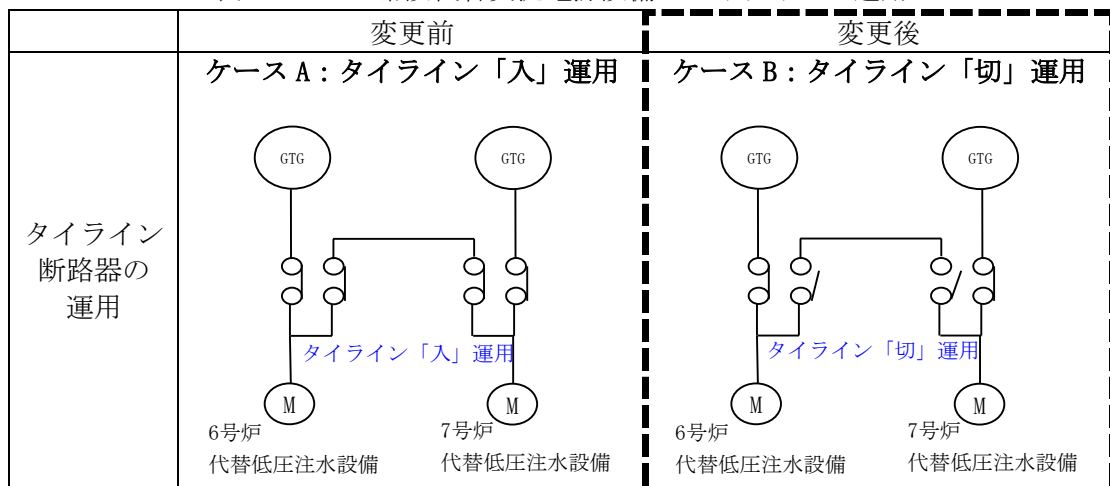 変更前
変更後
ケース A：タイライン「入」運用
ケース B：タイライン「切」運用
タイライン
断路器の
運用
GTG
GTG
タイライン「入」運用
M
M
6号炉
代替低圧注水設備
7号炉
代替低圧注水設備
GTG
GTG
タイライン「切」運用
M
M
6号炉
代替低圧注水設備
7号炉
代替低圧注水設備